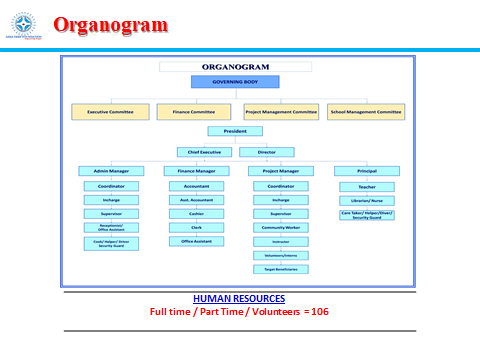 Organogram
ORGANOGRAM
GOVERNING BODY
Executive Committee
Finance Committee
Project Management Committee
School Management Committee
President
Chief Executive
Director
Admin Manager
Finance Manager
Project Manager
Principal
Coordinator
Accountant
Coordinator
Teacher
Incharge
Asst. Accountant
Incharge
Librarian/ Nurse
Supervisor
Cashier
Supervisor
Care Taker/ Helper/Driver/
Security Guard
Receptionist/
Office Assistant
Clerk
Community Worker
Cook/ Helper/ Driver
Security Guard
Office Assistant
Instructor
Volunteers/Interns
Target Beneficiaries
HUMAN RESOURCES
Full time / Part Time / Volunteers = 106